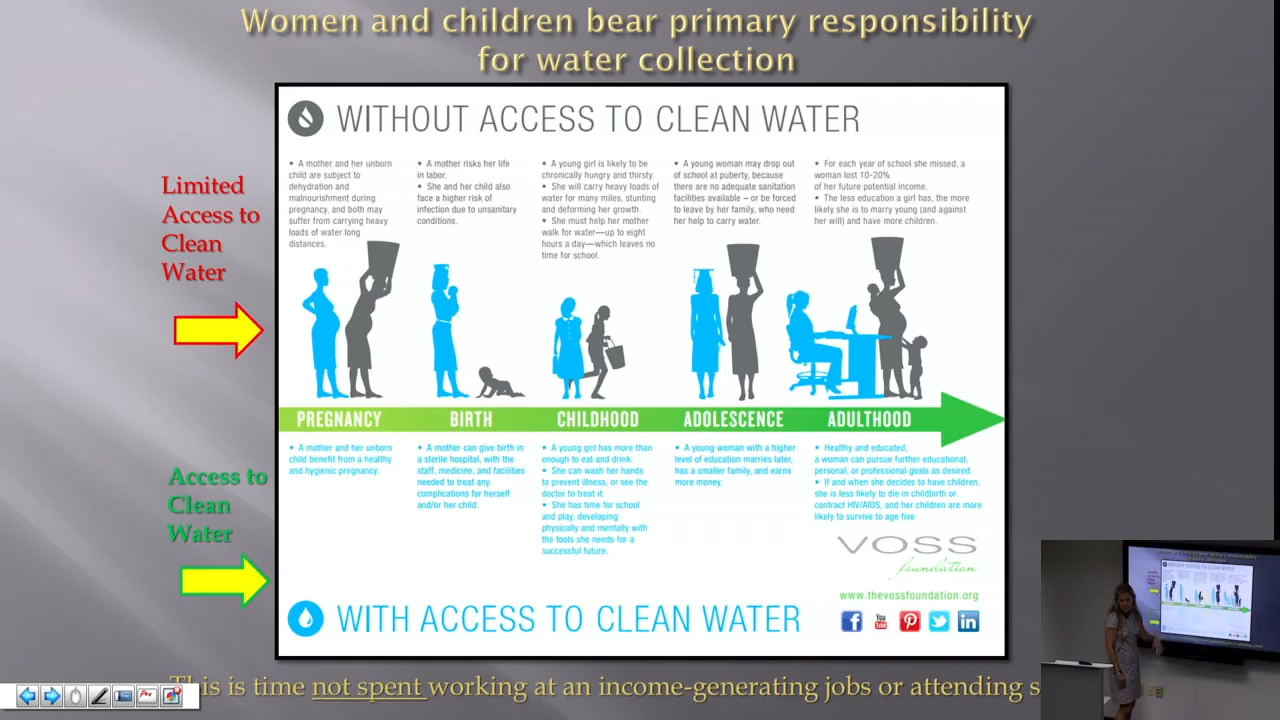 Women and children bear primary responsibility
for water collection
WITHOUT ACCESS TO CLEAN WATER
Limited
Access to
Clean
Water
• A mother and her unborn
child are subject to
dehydration and
malnourishment during
pregnancy, and both may
suffer from carrying heavy
loads of water long
distances.
• A mother risks her life
in labor.
• She and her child also
face a higher risk of
infection due to unsanitary
conditions.
• A young girl is likely to be
chronically hungry and thirsty.
• She will carry heavy loads of
water for many miles, stunting
and deforming her growth.
• She must help her mother
walk for water—up to eight
hours a day—which leaves no
time for school.
• A young woman may drop out
of school at puberty, because
there are no adequate sanitation
facilities available – or be forced
to leave by her family, who need
her help to carry water.
• For each year of school she missed, a
woman lost 10-20%
of her future potential income.
• The less education a girl has, the more
likely she is to marry young (and against
her will) and have more children.
PREGNANCY
BIRTH
CHILDHOOD
ADOLESCENCE
ADULTHOOD
Access to
Clean
Water
• A mother and her unborn
child benefit from a healthy
and hygienic pregnancy.
• A mother can give birth in
a sterile hospital, with the
staff, medicine, and facilities
needed to treat any
complications for herself
and/or her child.
• A young girl has more than
enough to eat and drink.
• She can wash her hands
to prevent illness, or see the
doctor to treat it.
• She has time for school
and play, developing
physically and mentally with
the tools she needs for a
successful future.
• A young woman with a higher
level of education marries later,
has a smaller family, and earns
more money.
• Healthy and educated,
a woman can pursue further educational,
personal, or professional goals as desired.
• If and when she decides to have children,
she is less likely to die in childbirth or
contract HIV/AIDS, and her children are more
likely to survive to age five
VOSS
foundation
www.thevossfoundation.org
WITH ACCESS TO CLEAN WATER
This is time not spent working at an income-generating jobs or attending s